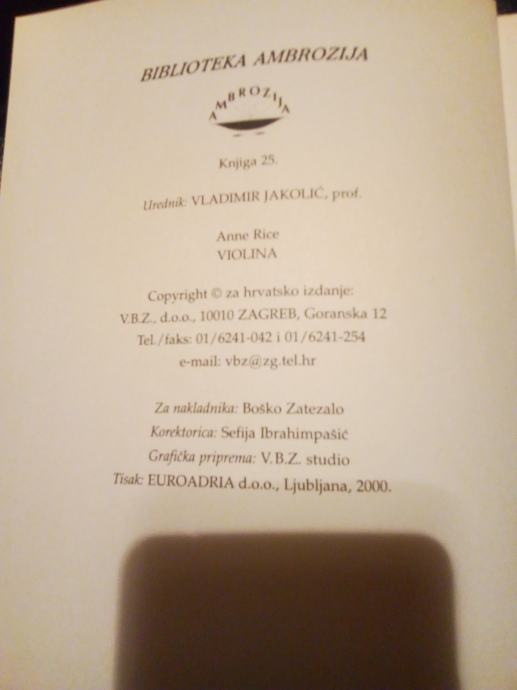 BIBLIOTEKA AMBROZIJA
AMBROZIJA
Knjiga 25.
Urednik: VLADIMIR JAKOLIĆ, prof.
Anne Rice
VIOLINA
Copyright © za hrvatsko izdanje:
V.B.Z., d.o.o., 10010 ZAGREB, Goranska 12
Tel./faks: 01/6241-042 i 01/6241-254
e-mail: vbz@zg.tel.hr
Za nakladnika: Boško Zatezalo
Korektorica: Sefija Ibrahimpašić
Grafička priprema: V.B.Z. studio
Tisak: EUROADRIA d.o.o., Ljubljana, 2000.